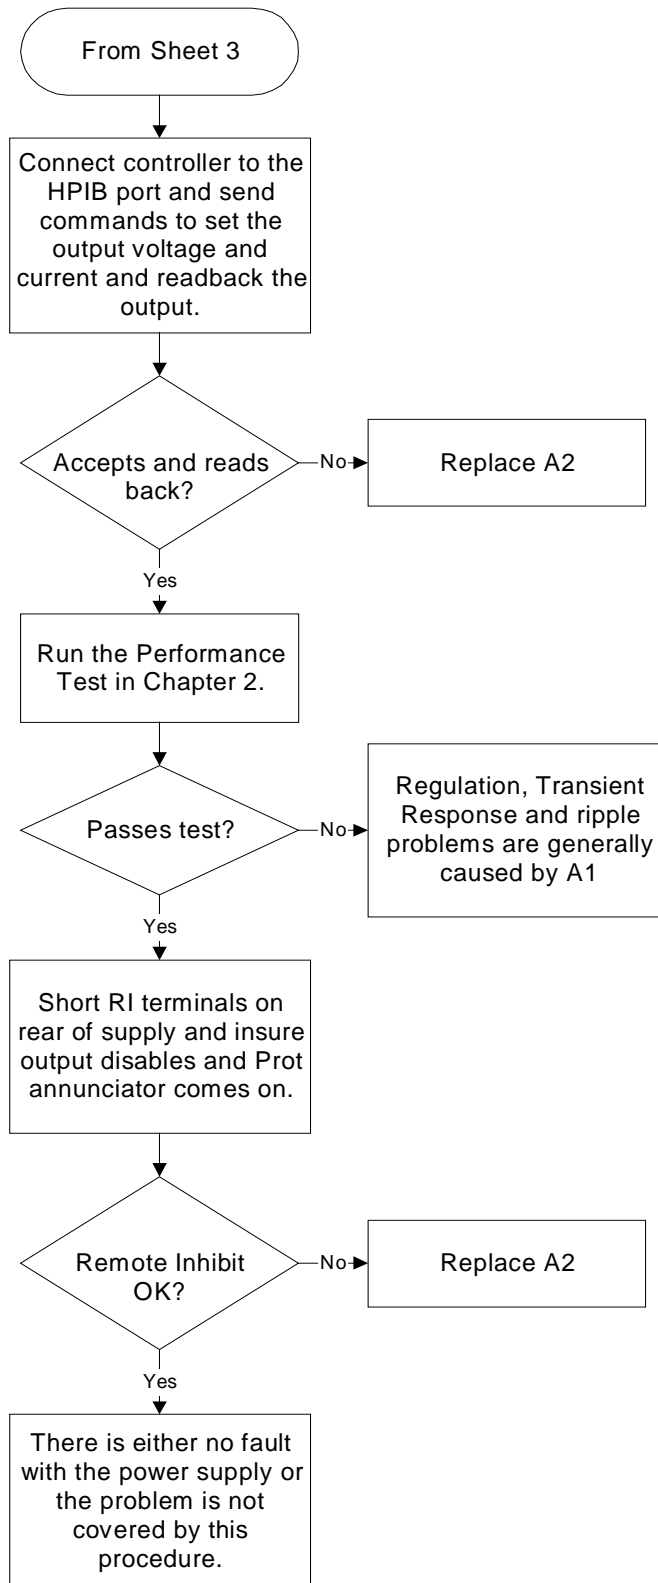 From Sheet 3
Connect controller to the
HPIB port and send
commands to set the
output voltage and
current and readback the
output.
Accepts and reads
back?
No
Replace A2
Yes
Run the Performance
Test in Chapter 2.
Passes test?
No
Regulation, Transient
Response and ripple
problems are generally
caused by A1
Yes
Short RI terminals on
rear of supply and insure
output disables and Prot
annunciator comes on.
Remote Inhibit
OK?
No
Replace A2
Yes
There is either no fault
with the power supply or
the problem is not
covered by this
procedure.